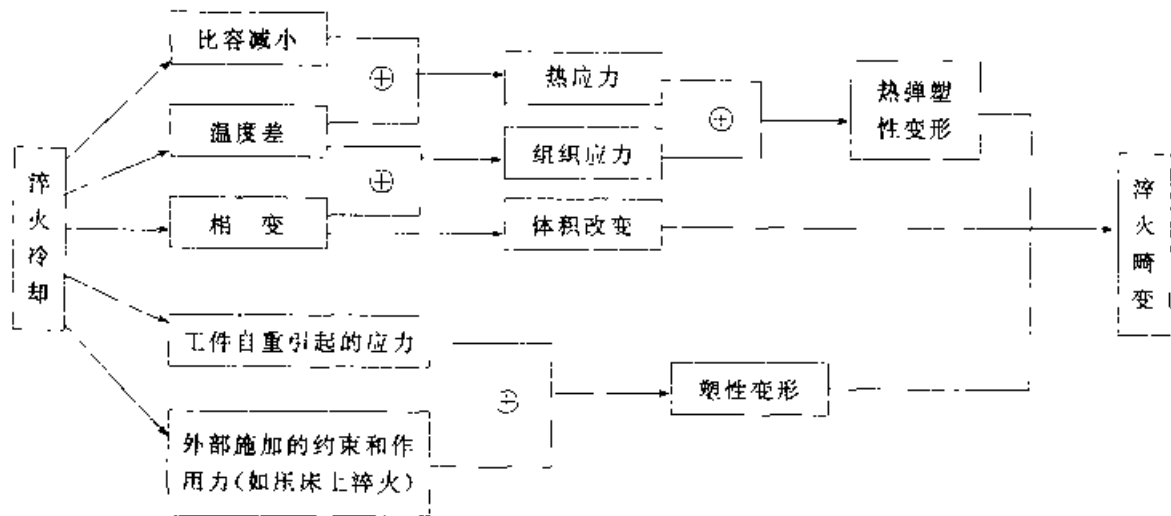 淬火冷却
比容减小
温度差
相 变
工件自重引起的应力
外部施加的约束和作
用力(如压床上淬火)
⊕
⊕
⊕
热应力
组织应力
体积改变
⊕
塑性变形
热弹塑
性变形
淬火畸变